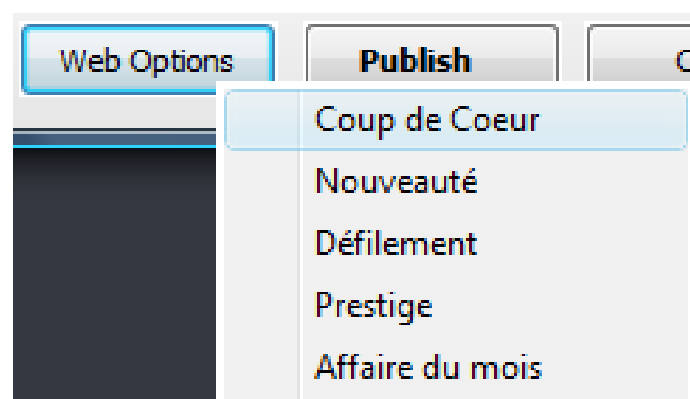 Web Options Publish
Coup de Coeur
Nouveauté
Défilement
Prestige
Affaire du mois